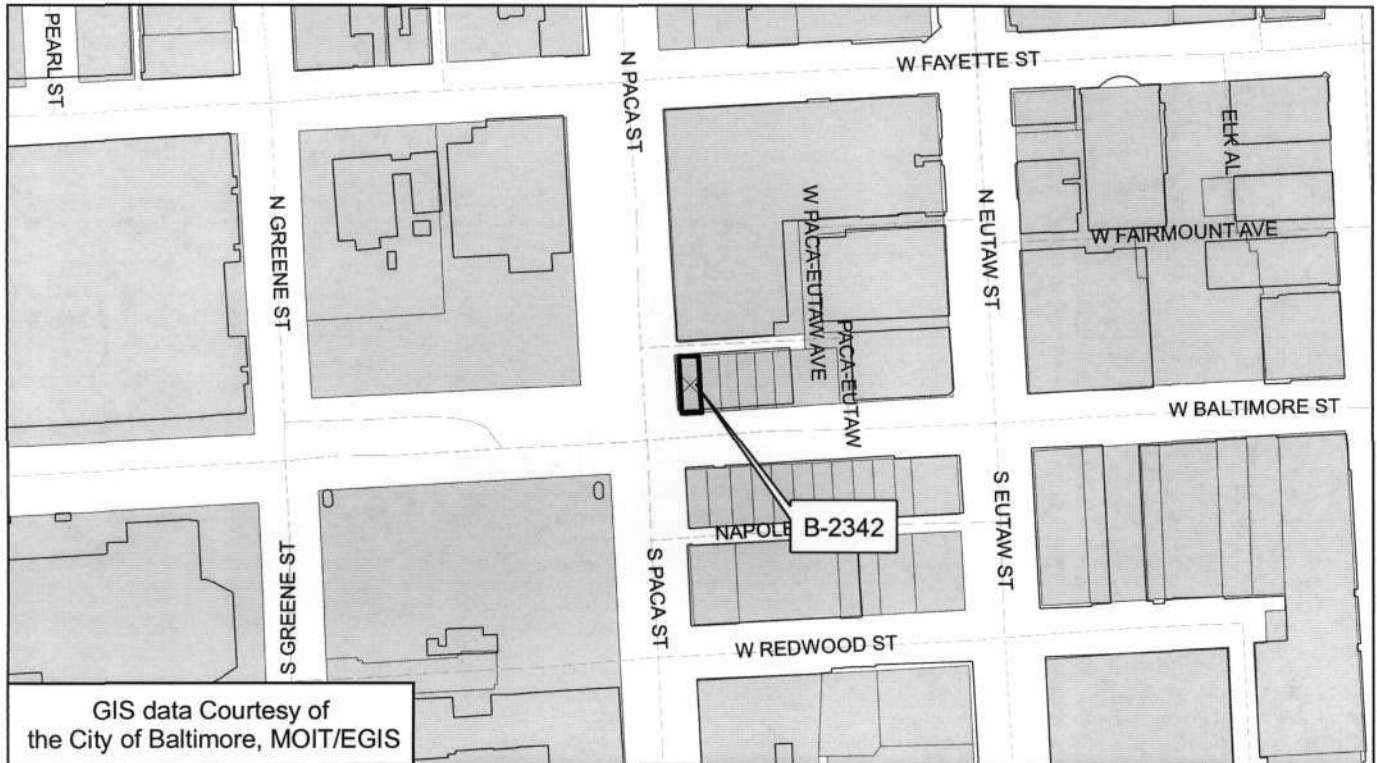 PEARL ST
N PACA ST
W FAYETTE ST
ELK AL
N GREENE ST
W PACA-EUTAW AVE
N EUTAW ST
W FAIRMOUNT AVE
PACA-EUTAW
W BALTIMORE ST
B-2342
S GREENE ST
S PACA ST
S EUTAW ST
W REDWOOD ST
GIS data Courtesy of
the City of Baltimore, MOIT/EGIS